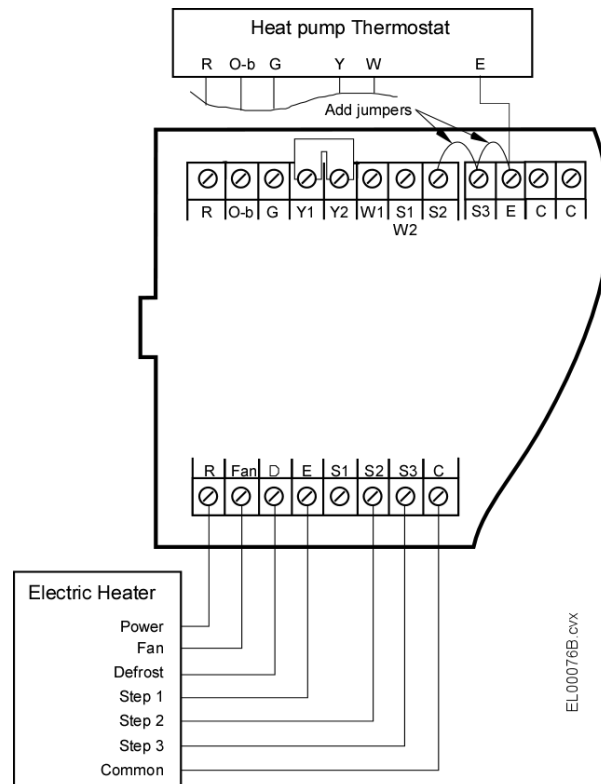 Heat pump Thermostat
R O-b G Y W E
Add jumpers
R O-b G Y1 Y2 W1 S1 S2 S3 E C C
W2
R Fan D E S1 S2 S3 C
Electric Heater
Power
Fan
Defrost
Step 1
Step 2
Step 3
Common
EL00076B.cvx